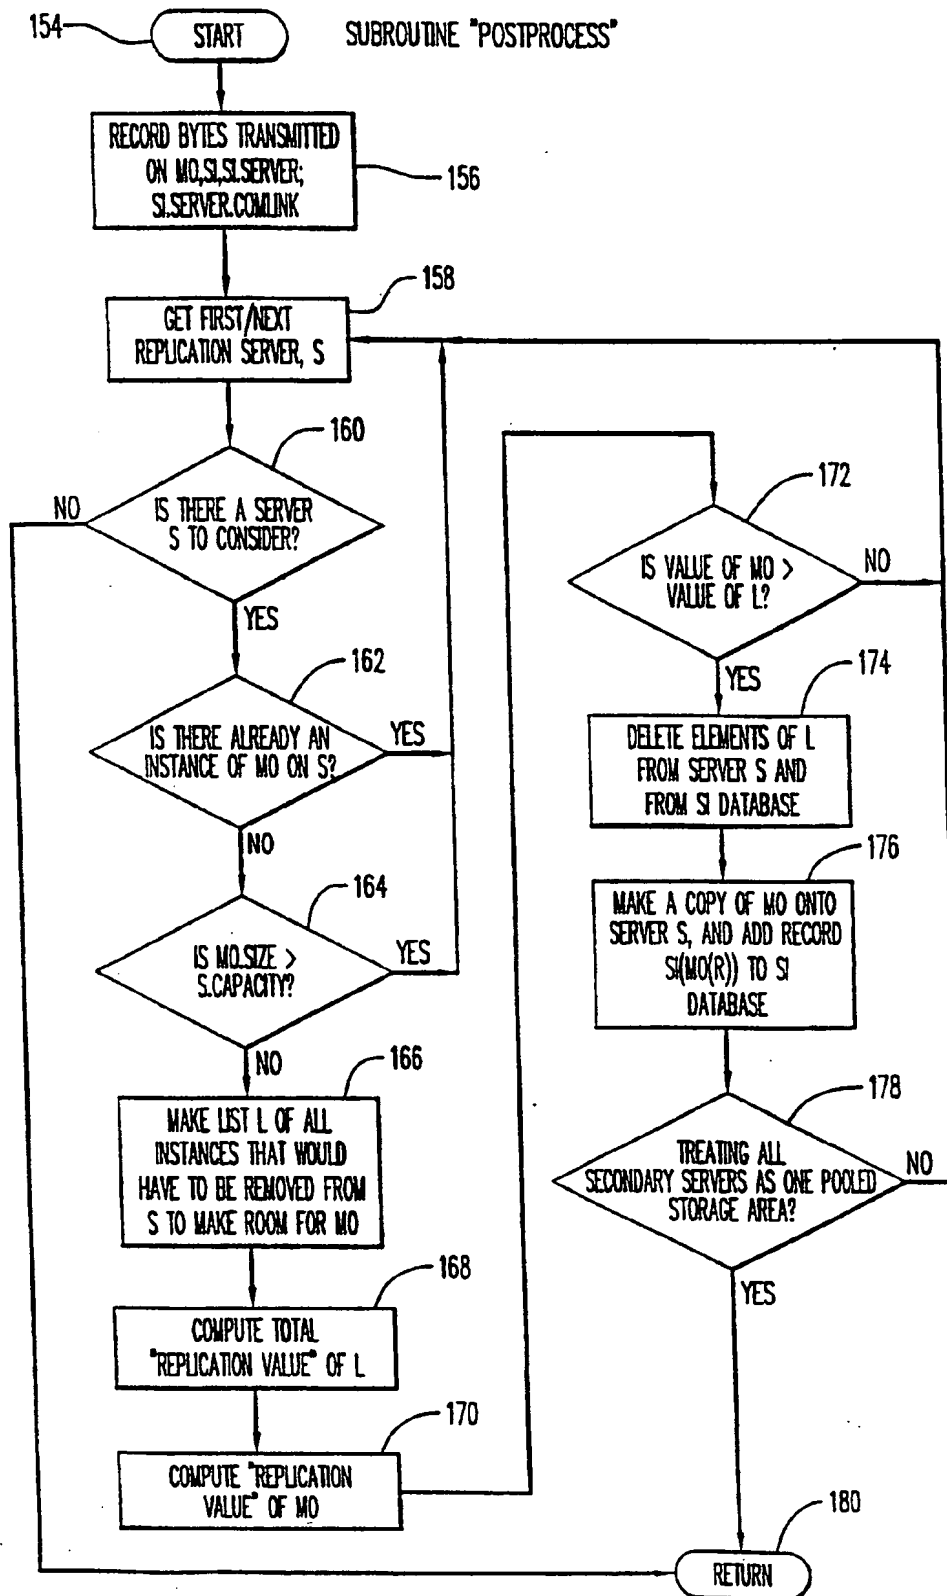 154
START
SUBROUTINE "POSTPROCESS"
RECORD BYTES TRANSMITTED
ON MO,SI,SI.SERVER;
SI.SERVER.COMLINK
156
158
GET FIRST/NEXT
REPLICATION SERVER, S
160
NO
IS THERE A SERVER
S TO CONSIDER?
YES
162
IS THERE ALREADY AN
INSTANCE OF MO ON S?
YES
NO
164
IS MO.SIZE >
S.CAPACITY?
YES
NO
166
MAKE LIST L OF ALL
INSTANCES THAT WOULD
HAVE TO BE REMOVED FROM
S TO MAKE ROOM FOR MO
168
COMPUTE TOTAL
"REPLICATION VALUE" OF L
170
COMPUTE "REPLICATION
VALUE" OF MO
172
IS VALUE OF MO >
VALUE OF L?
NO
YES
174
DELETE ELEMENTS OF L
FROM SERVER S AND
FROM SI DATABASE
176
MAKE A COPY OF MO ONTO
SERVER S, AND ADD RECORD
SI(MO(R)) TO SI
DATABASE
178
TREATING ALL
SECONDARY SERVERS AS ONE POOLED
STORAGE AREA?
NO
YES
180
RETURN